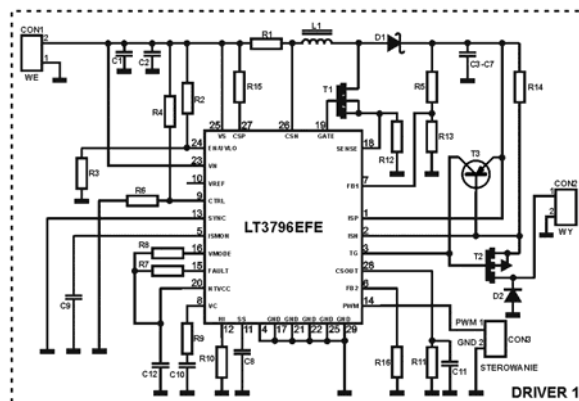 CON1
2
1
WE
C1
C2
R4
R2
R1
R15
L1
D1
C3-C7
R5
R14
T1
R12
R13
T3
R3
R6
25
27
26
19
VS
CSP
CSN
GATE
24
EN/UVLO
23
VIN
10
VREF
9
CTRL
13
SYNC
5
ISMON
16
VMODE
15
FAULT
20
INTVCC
8
VC
LT3796EFE
18
SENSE
7
FB1
1
ISP
2
ISN
3
TG
28
CSOUT
6
FB2
14
PWM
RT
SS
GND
GND
GND
GND
GND
GND
12
11
4
17
21
22
25
29
R8
R7
C9
C12
R9
C10
R10
C8
R16
R11
C11
T2
D2
CON2
1
2
WY
PWM 1
GND 2
CON3
STEROWANIE
DRIVER 1